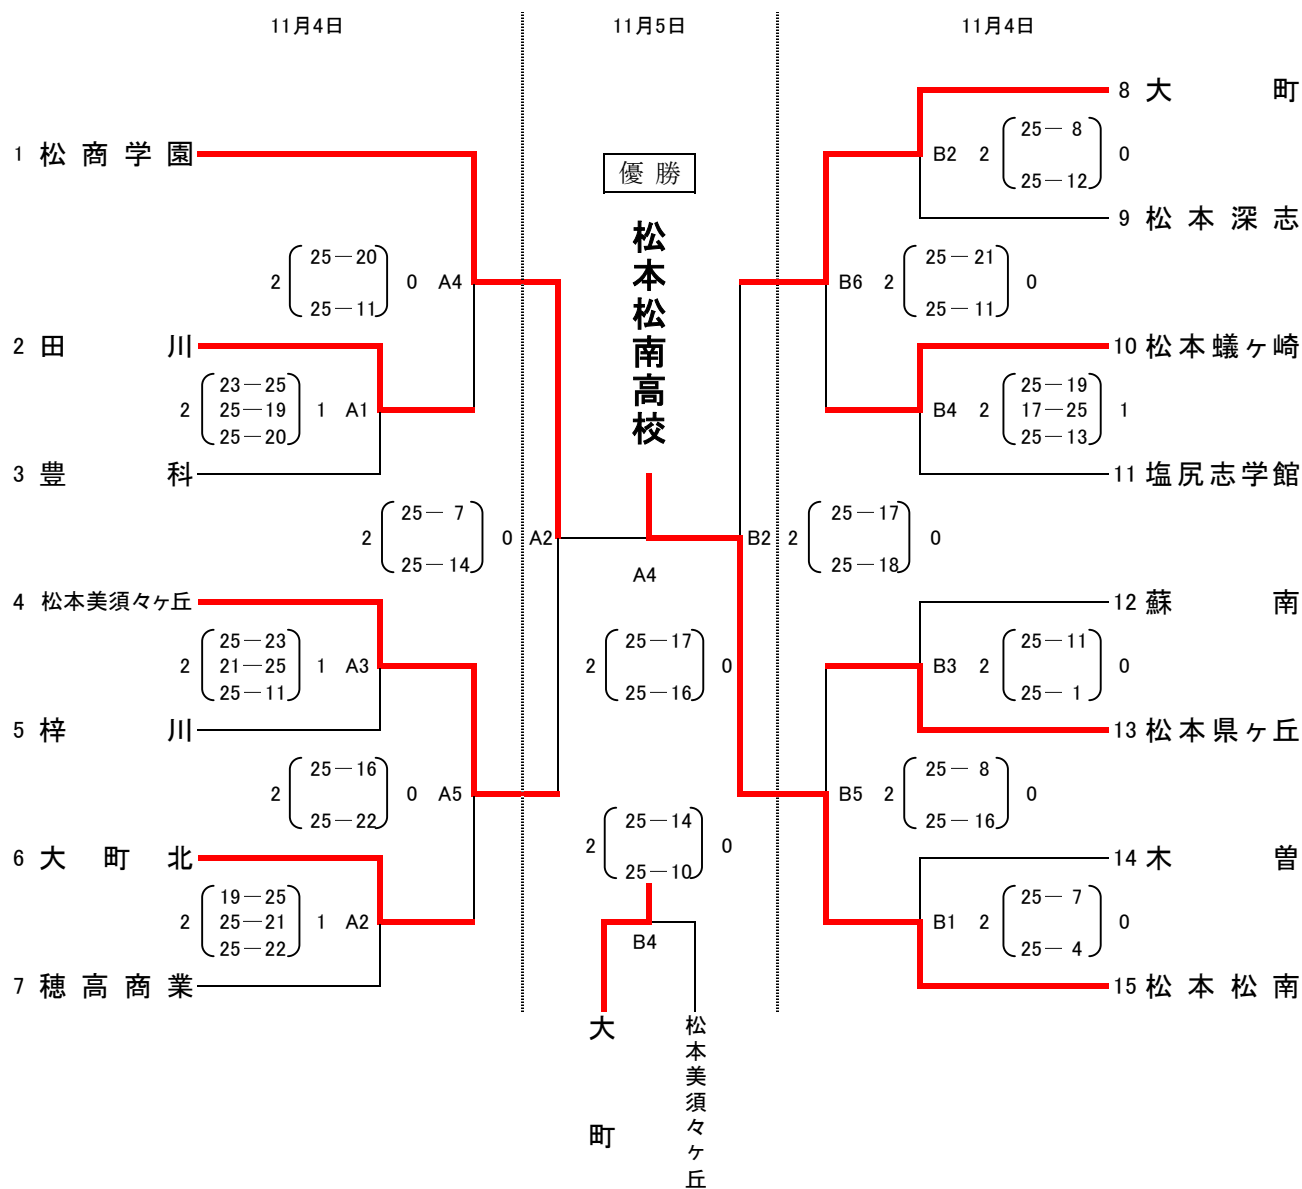 11月4日
11月5日
11月4日
優勝
松本松南高校
1 松商学園
2 田川
3 豊科
4 松本美須々ヶ丘
5 梓川
6 大町北
7 穂高商業
2 25－20 0 A4
25－11
2 23－25 1 A1
25－19
25－20
2 25－7 0 A2
25－14
2 25－23 1 A3
21－25
25－11
2 25－16 0 A5
25－22
2 19－25 1 A2
25－21
25－22
A4
2 25－17 0
25－16
2 25－14 0
25－10
B4
大町
松本美須々ヶ丘
8 大町
B2 2 25－8 0
25－12
9 松本深志
B6 2 25－21 0
25－11
10 松本蟻ヶ崎
B4 2 25－19 1
17－25
25－13
11 塩尻志学館
B2 2 25－17 0
25－18
12 蘇南
B3 2 25－11 0
25－1
13 松本県ヶ丘
B5 2 25－8 0
25－16
14 木曽
B1 2 25－7 0
25－4
15 松本松南